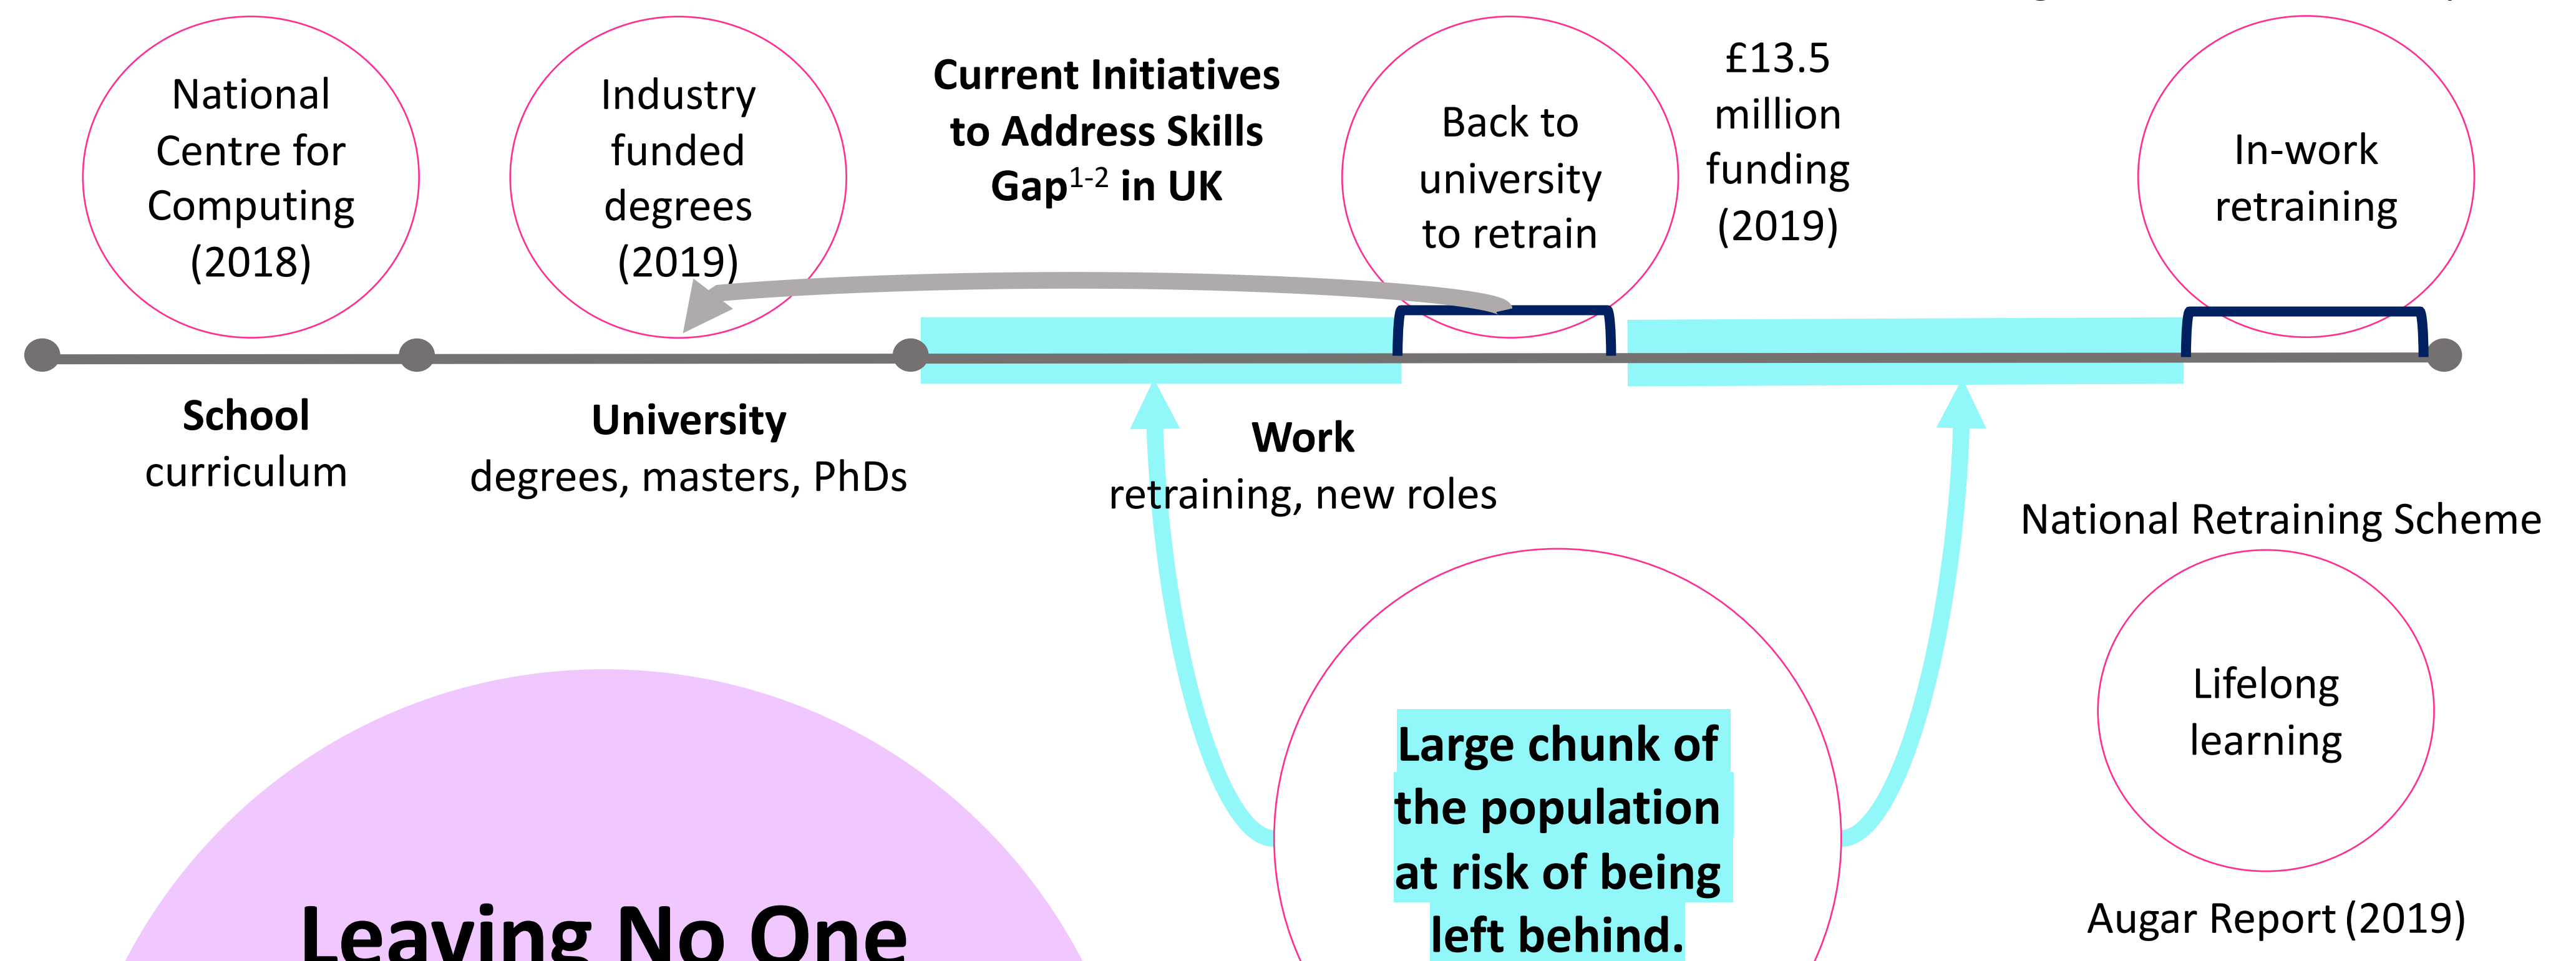 National
Centre for
Computing
(2018)
Industry
funded
degrees
(2019)
Current Initiatives
to Address Skills
Gap1-2 in UK
Back to
university
to retrain
£13.5
million
funding
(2019)
In-work
retraining
School
curriculum
University
degrees, masters, PhDs
Work
retraining, new roles
National Retraining Scheme
Lifelong
learning
Augar Report (2019)
Large chunk of
the population
at risk of being
left behind.
Leaving No One